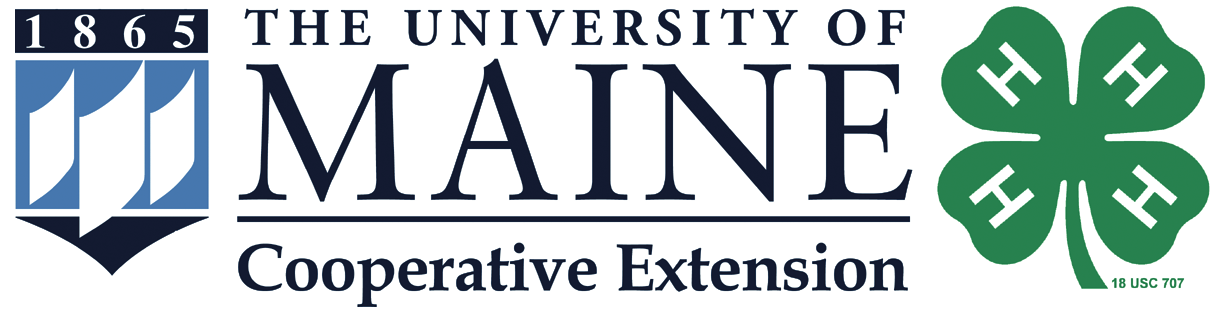 1865
THE UNIVERSITY OF
MAINE
Cooperative Extension
H H
H H
18 USC 707